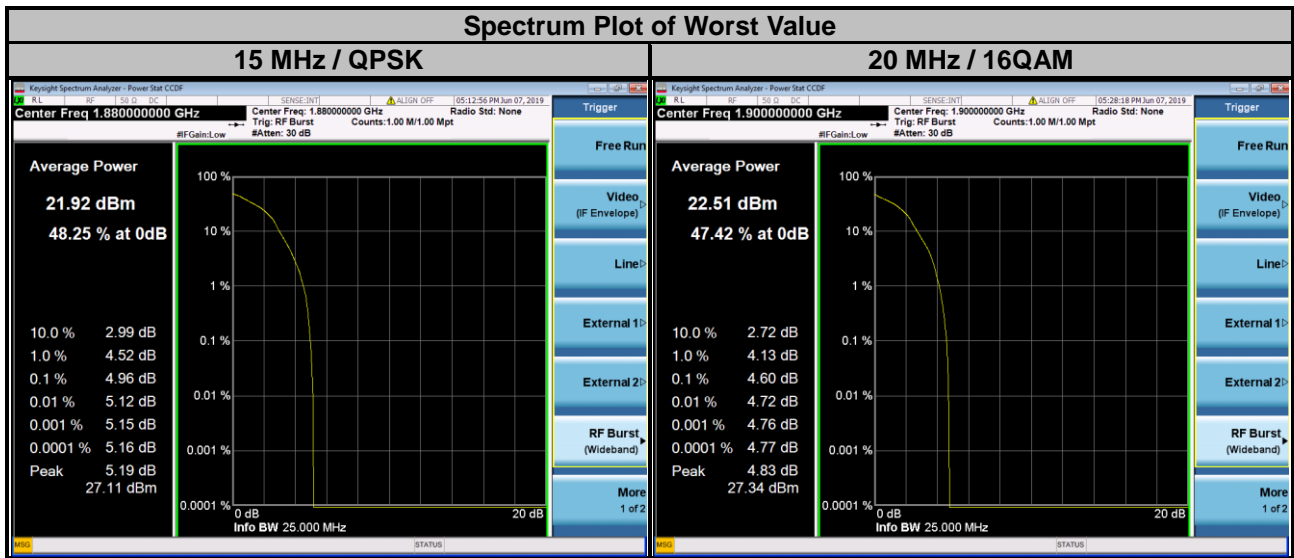 Spectrum Plot of Worst Value
15 MHz / QPSK
Keysight Spectrum Analyzer - Power Stat CCDF
RL RF 50 Ω DC SENSE:INT ALIGN OFF 05:12:56 PM Jun 07, 2019
Center Freq 1.880000000 GHz
Center Freq: 1.880000000 GHz Radio Std: None
Trig: RF Burst Counts:1.00 M/1.00 Mpt
#IFGain:Low #Atten: 30 dB
Average Power
21.92 dBm
48.25 % at 0dB
10.0 % 2.99 dB
1.0 % 4.52 dB
0.1 % 4.96 dB
0.01 % 5.12 dB
0.001 % 5.15 dB
0.0001 % 5.16 dB
Peak 5.19 dB
27.11 dBm
100 %
10 %
1 %
0.1 %
0.01 %
0.001 %
0.0001 %
0 dB 20 dB
Info BW 25.000 MHz
Trigger
Free Run
Video
(IF Envelope)
Line
External 1
External 2
RF Burst
(Wideband)
More
1 of 2
MSG STATUS
20 MHz / 16QAM
Keysight Spectrum Analyzer - Power Stat CCDF
RL RF 50 Ω DC SENSE:INT ALIGN OFF 05:28:18 PM Jun 07, 2019
Center Freq 1.900000000 GHz
Center Freq: 1.900000000 GHz Radio Std: None
Trig: RF Burst Counts:1.00 M/1.00 Mpt
#IFGain:Low #Atten: 30 dB
Average Power
22.51 dBm
47.42 % at 0dB
10.0 % 2.72 dB
1.0 % 4.13 dB
0.1 % 4.60 dB
0.01 % 4.72 dB
0.001 % 4.76 dB
0.0001 % 4.77 dB
Peak 4.83 dB
27.34 dBm
100 %
10 %
1 %
0.1 %
0.01 %
0.001 %
0.0001 %
0 dB 20 dB
Info BW 25.000 MHz
Trigger
Free Run
Video
(IF Envelope)
Line
External 1
External 2
RF Burst
(Wideband)
More
1 of 2
MSG STATUS